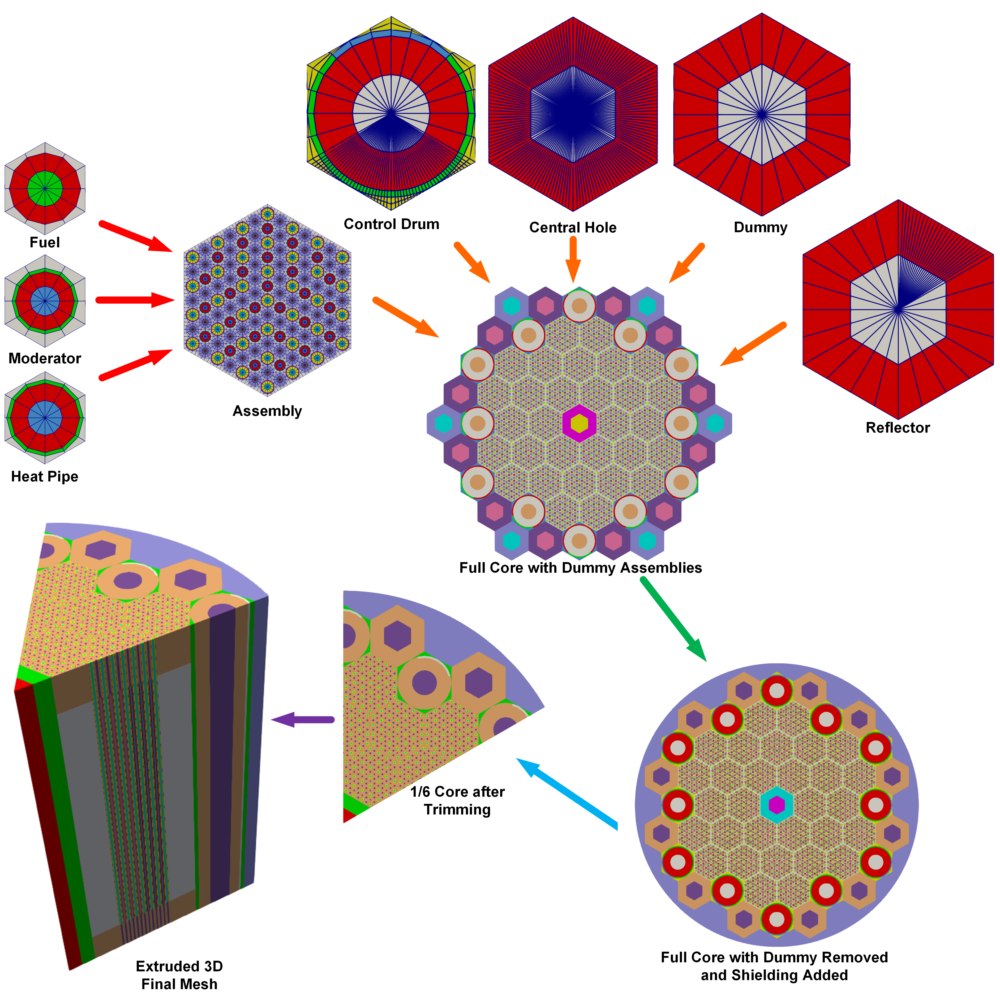 Control Drum
Central Hole
Dummy
Fuel
Moderator
Heat Pipe
Assembly
Reflector
Full Core with Dummy Assemblies
1/6 Core after
Trimming
Extruded 3D
Final Mesh
Full Core with Dummy Removed
and Shielding Added